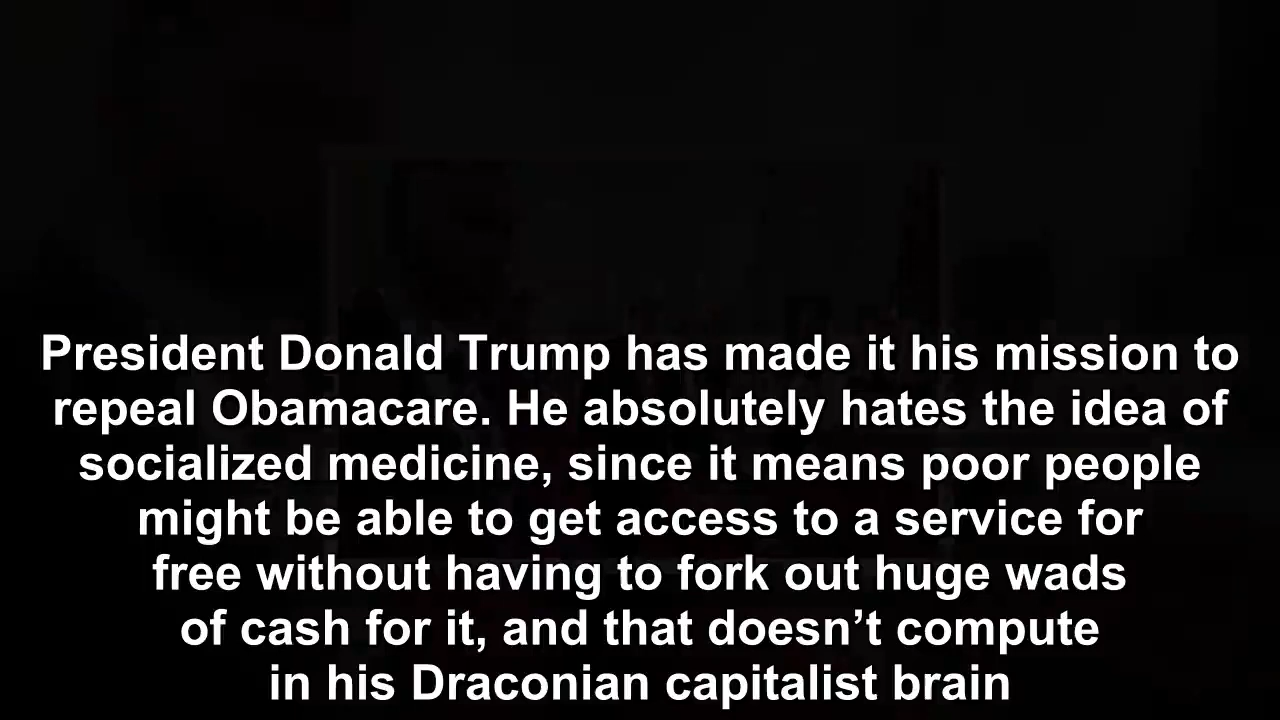 President Donald Trump has made it his mission to
repeal Obamacare. He absolutely hates the idea of
socialized medicine, since it means poor people
might be able to get access to a service for
free without having to fork out huge wads
of cash for it, and that doesn’t compute
in his Draconian capitalist brain